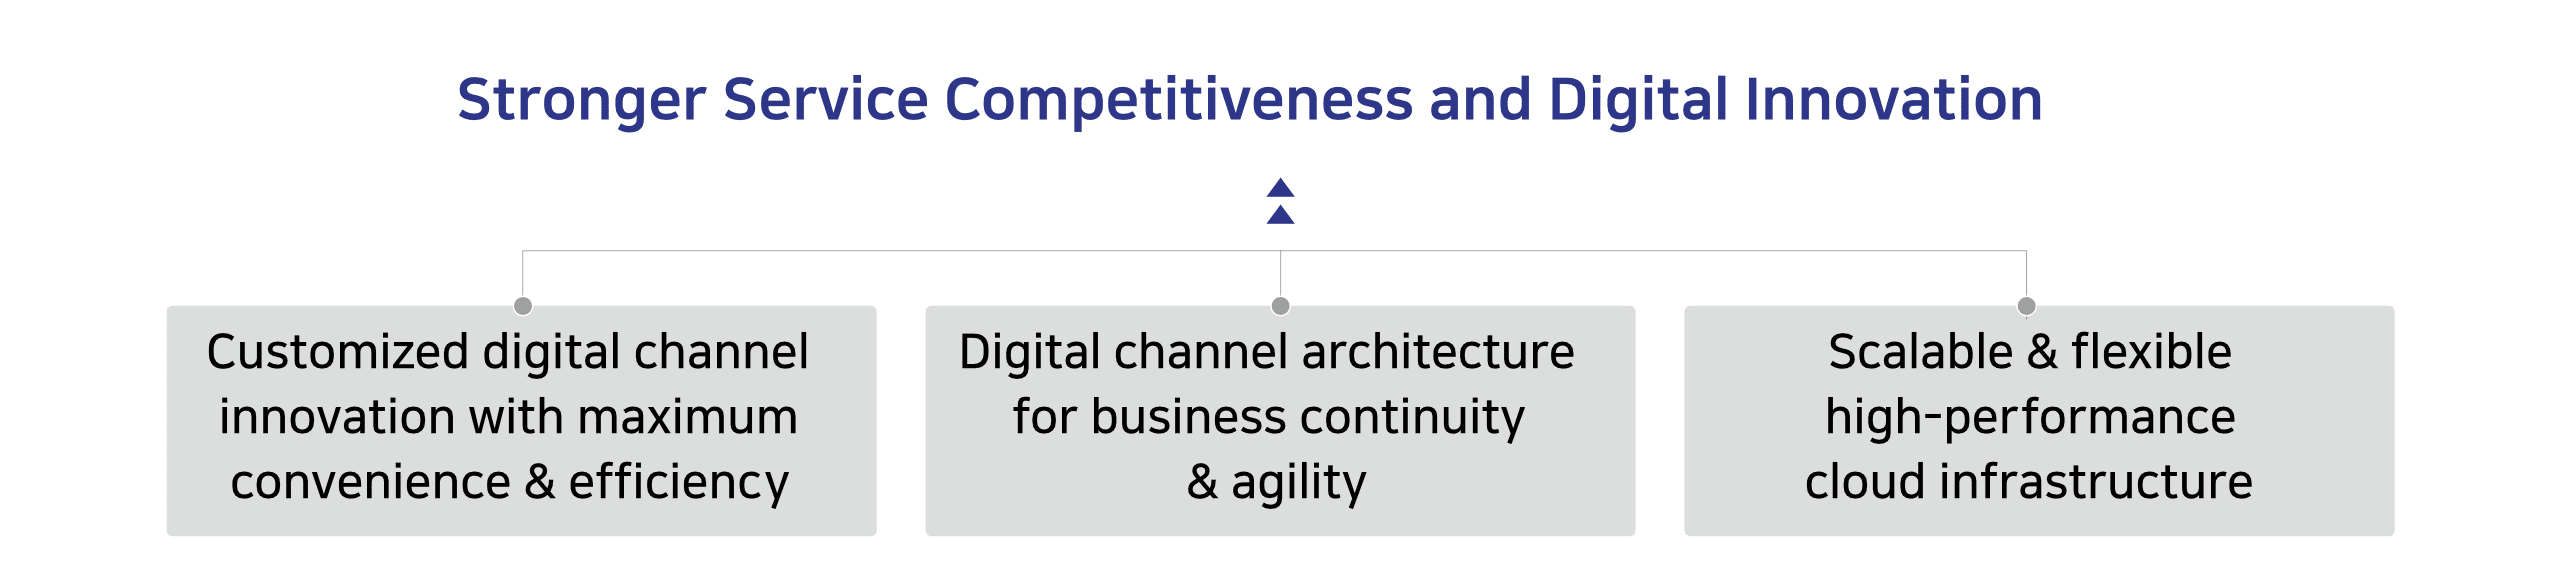 Stronger Service Competitiveness and Digital Innovation
Customized digital channel
innovation with maximum
convenience & efficiency
Digital channel architecture
for business continuity
& agility
Scalable & flexible
high-performance
cloud infrastructure